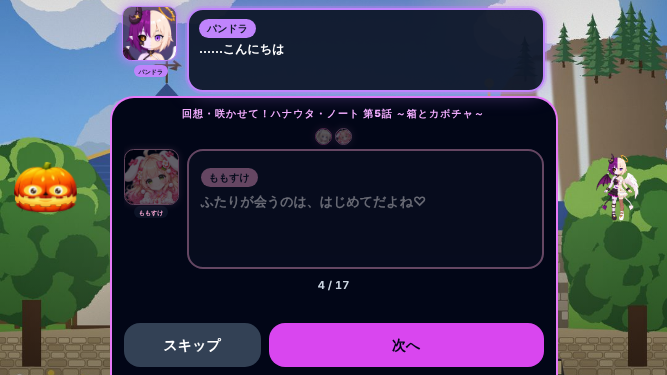 パンドラ
……こんにちは
パンドラ
回想・咲かせて！ハナウタ・ノート 第5話 ～箱とカボチャ～
ももすけ
ふたりが会うのは、はじめてだよね♡
ももすけ
4 / 17
スキップ
次へ